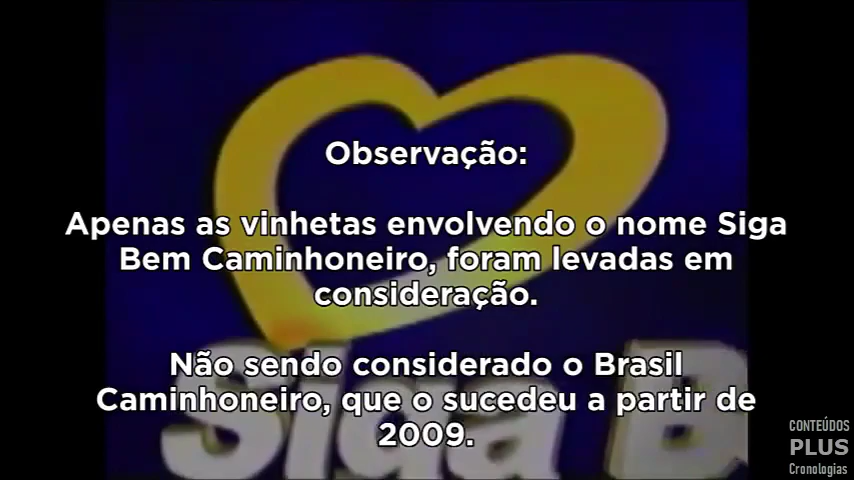 Observação:
Apenas as vinhetas envolvendo o nome Siga
Bem Caminhoneiro, foram levadas em
consideração.
Não sendo considerado o Brasil
Caminhoneiro, que o sucedeu a partir de
2009.
Siga B
CONTEÚDOS
PLUS
Cronologias